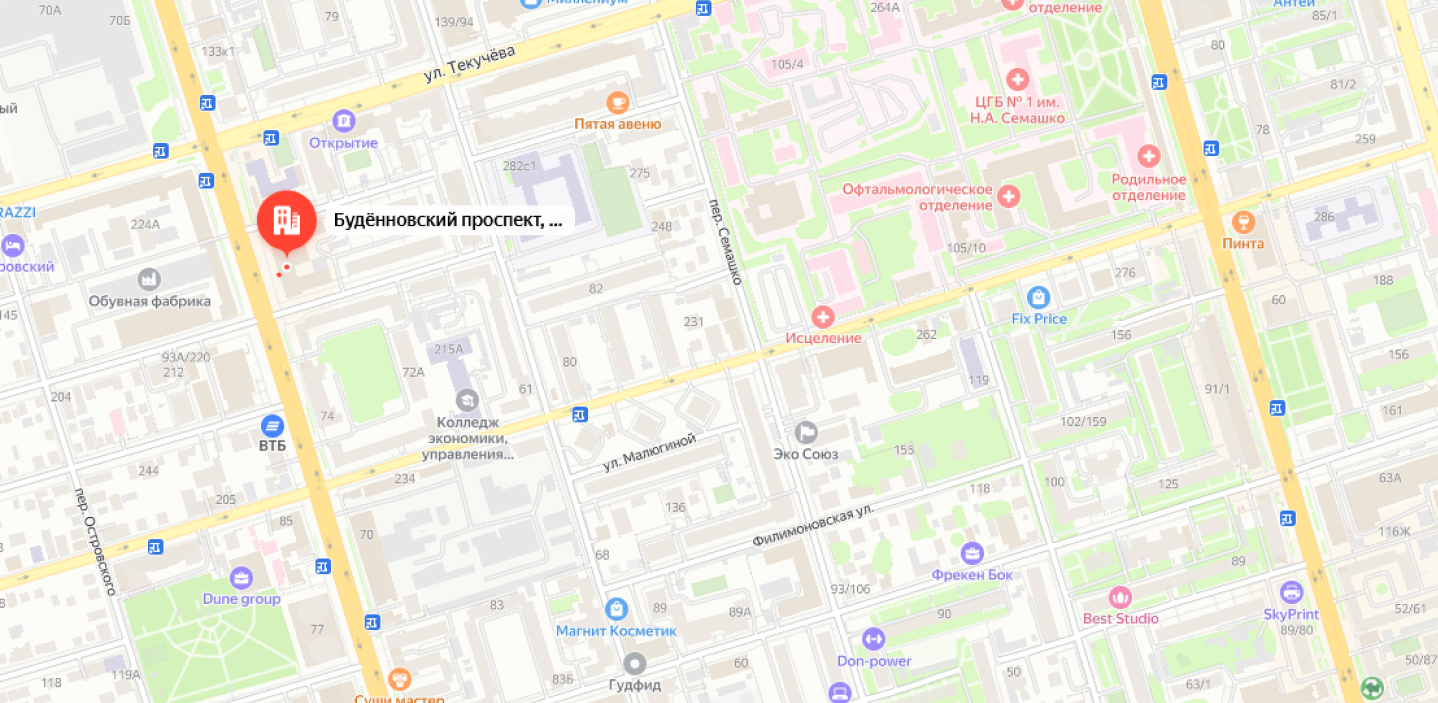 70А
70Б
79
139/94
Миллениум
264А
отделение
Антей
85/1
133к1
ул. Текучёва
105/4
80
81/2
ый
ЦГБ № 1 им.
Н.А. Семашко
Пятая авеню
Открытие
78
259
282с1
275
Родильное
отделение
Офтальмологическое
отделение
RAZZI
224А
Будённовский проспект, ...
248
пер. Семашко
286
Пинта
105/10
ровский
276
188
Обувная фабрика
82
60
145
231
Fix Price
Исцеление
262
156
93А/220
212
215А
72А
80
156
119
61
91/1
204
74
Колледж
экономики,
управления...
161
102/159
ВТБ
ул. Малюгиной
Эко Союз
155
244
234
63А
205
пер. Островского
100
125
118
136
85
70
Филимоновская ул.
116Ж
68
89
Фрекен Бок
93/106
Dune group
83
89
89А
90
Best Studio
SkyPrint
89/80
52/61
77
Магнит Косметик
Don-power
60
119А
118
83б
Гудфид
50
63/1
50/87
Суши мастер